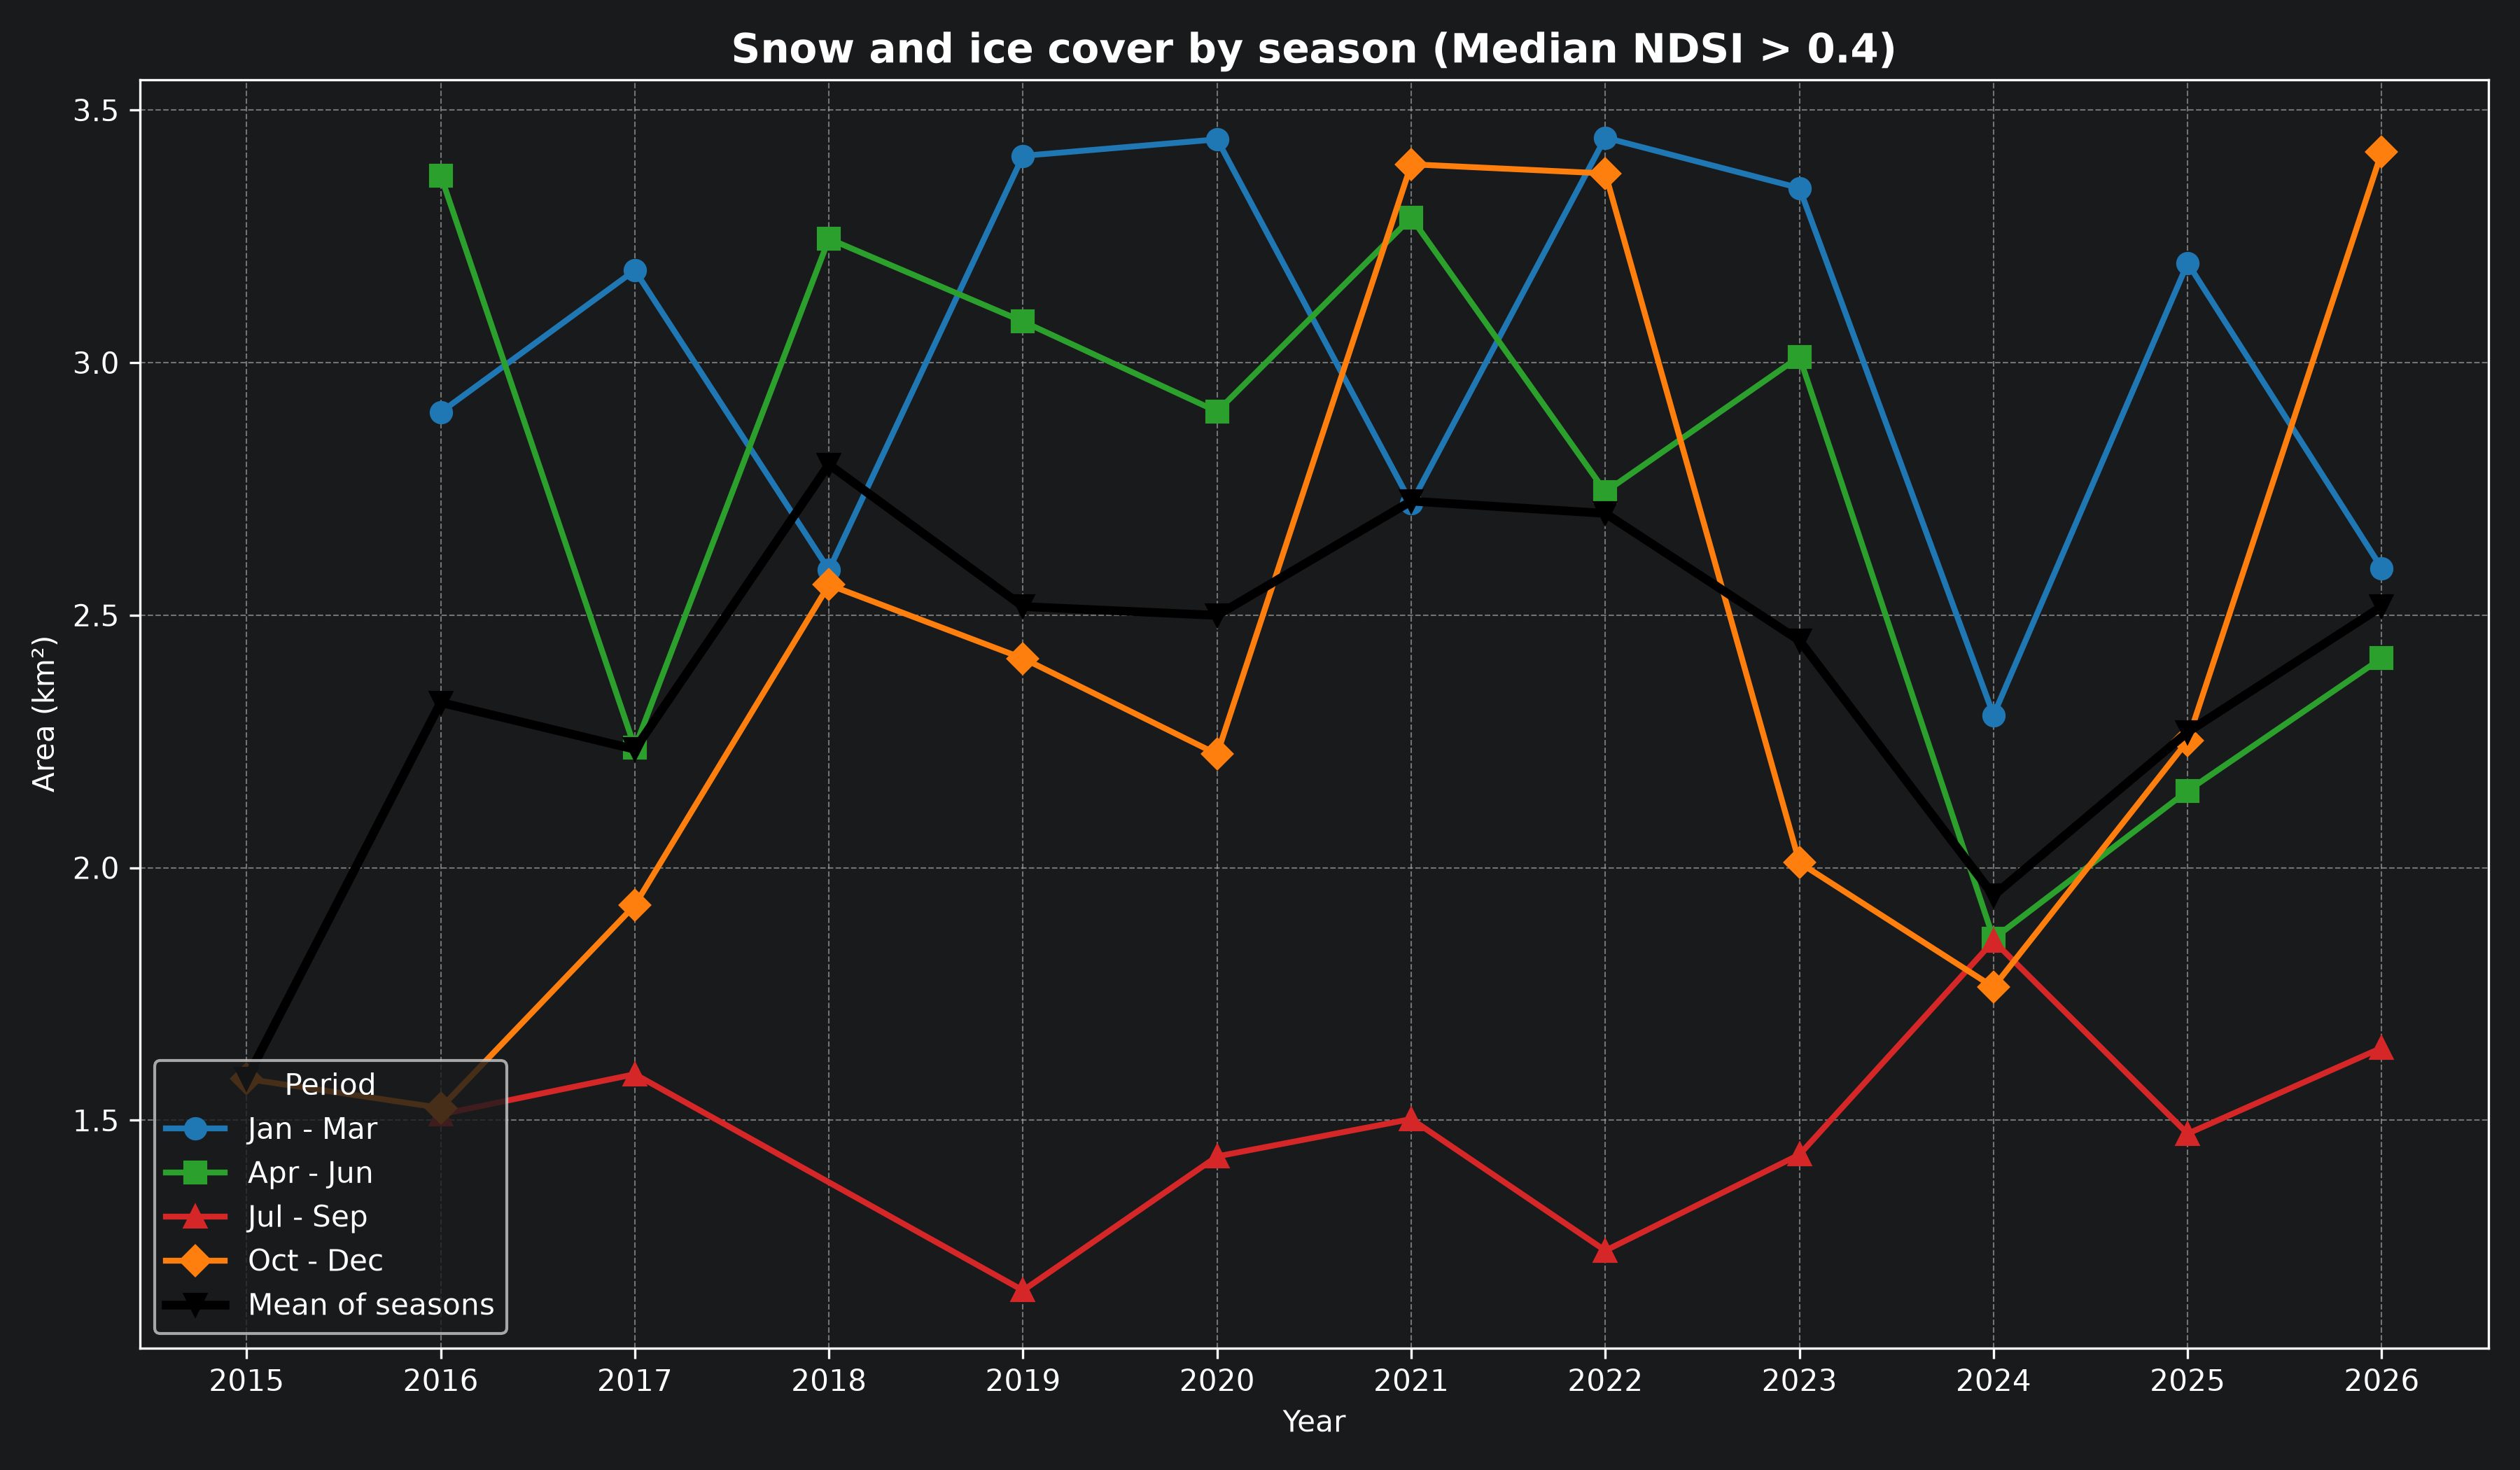 Snow and ice cover by season (Median NDSI > 0.4)
3.5
3.0
2.5
2.0
1.5
Area (km²)
Period
Jan - Mar
Apr - Jun
Jul - Sep
Oct - Dec
Mean of seasons
2015 2016 2017 2018 2019 2020 2021 2022 2023 2024 2025 2026
Year